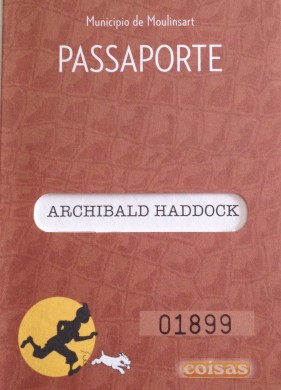 Municipio de Moulinsart
PASSAPORTE
ARCHIBALD HADDOCK
01899
coisas